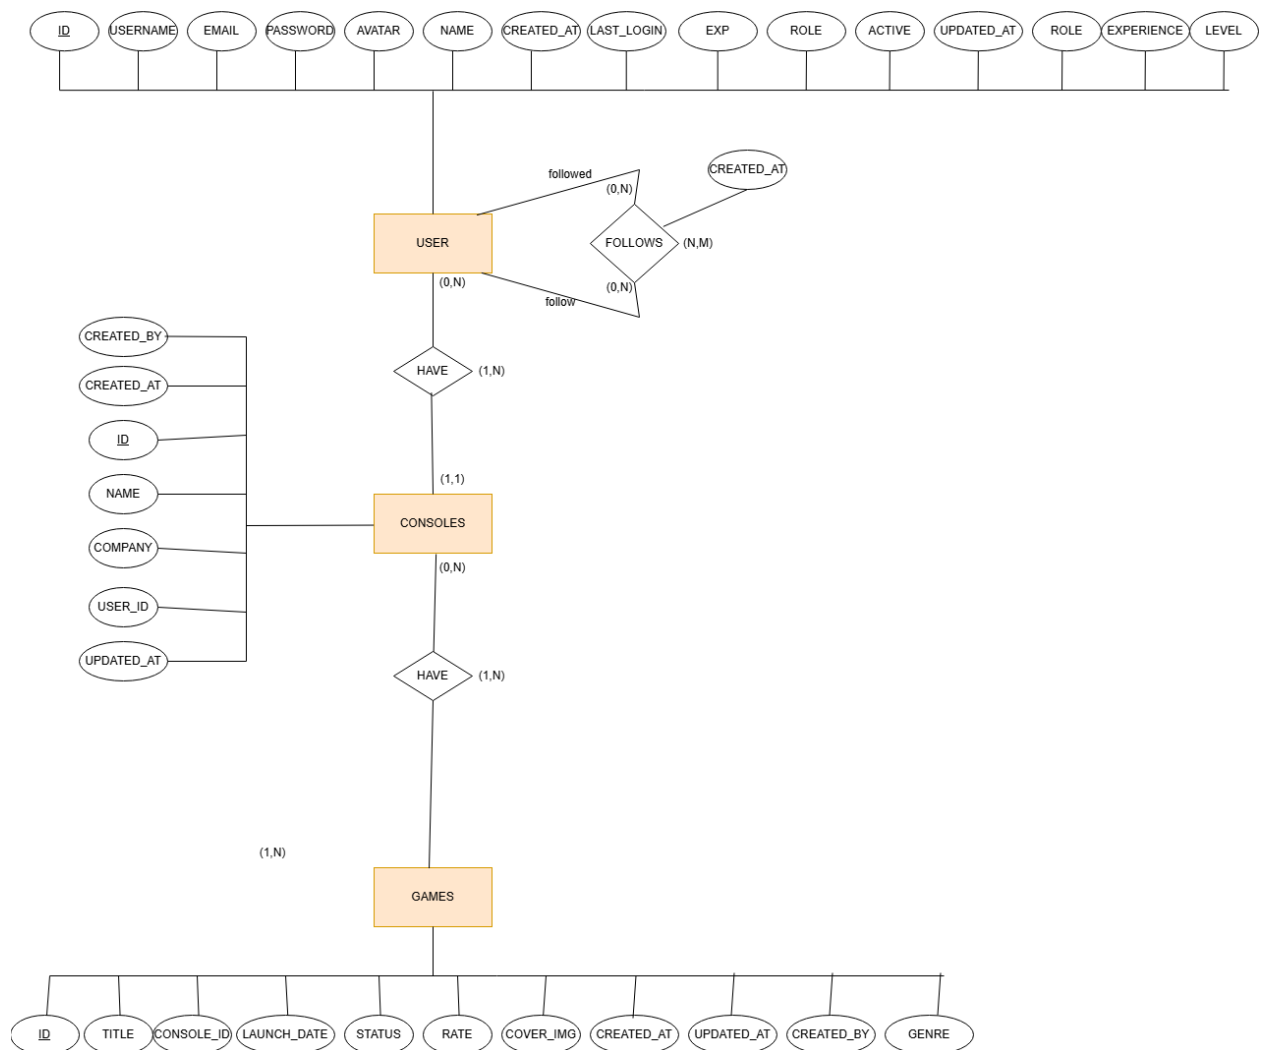 ID
USERNAME
EMAIL
PASSWORD
AVATAR
NAME
CREATED_AT
LAST_LOGIN
EXP
ROLE
ACTIVE
UPDATED_AT
ROLE
EXPERIENCE
LEVEL
followed
CREATED_AT
(0,N)
USER
FOLLOWS
(N,M)
(0,N)
(0,N)
follow
CREATED_BY
HAVE
(1,N)
CREATED_AT
ID
(1,1)
NAME
CONSOLES
COMPANY
(0,N)
USER_ID
UPDATED_AT
HAVE
(1,N)
(1,N)
GAMES
ID
TITLE
CONSOLE_ID
LAUNCH_DATE
STATUS
RATE
COVER_IMG
CREATED_AT
UPDATED_AT
CREATED_BY
GENRE